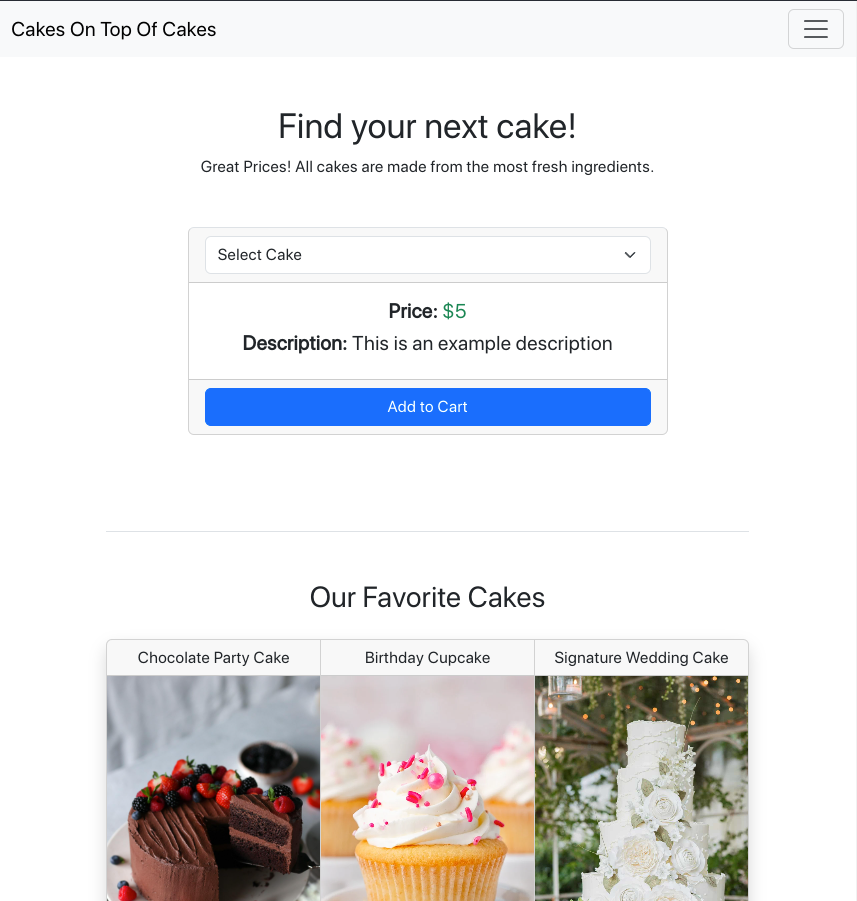 Cakes On Top Of Cakes
Find your next cake!
Great Prices! All cakes are made from the most fresh ingredients.
Select Cake
Price: $5
Description: This is an example description
Add to Cart
Our Favorite Cakes
Chocolate Party Cake
Birthday Cupcake
Signature Wedding Cake